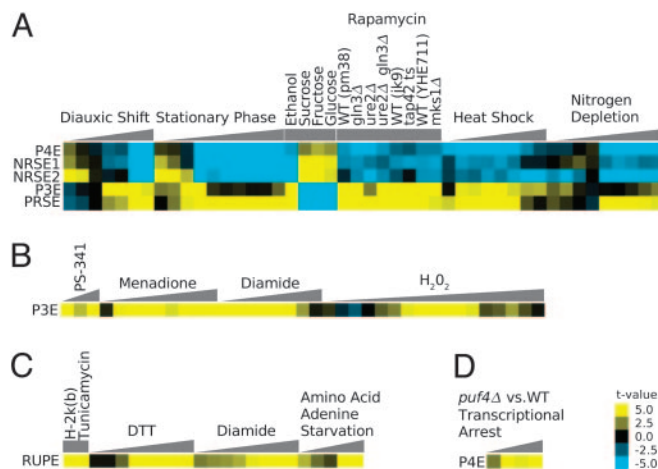 A
Rapamycin
Diauxic Shift
Stationary Phase
Ethanol
Sucrose
Fructose
Glucose
WT (pm38)
gln3Δ
ure2Δ
ure2Δ gln3Δ
WT (jk9)
tap42 ts
WT (YHE711)
mks1Δ
Heat Shock
Nitrogen
Depletion
P4E
NRSE1
NRSE2
P3E
PRSE
B
PS-341
Menadione
Diamide
H₂O₂
P3E
C
H-2k(b)
Tunicamycin
DTT
Diamide
Amino Acid
Adenine
Starvation
RUPE
D
puf4Δ vs.WT
Transcriptional
Arrest
P4E
t-value
5.0
2.5
0
-2.5
-5.0